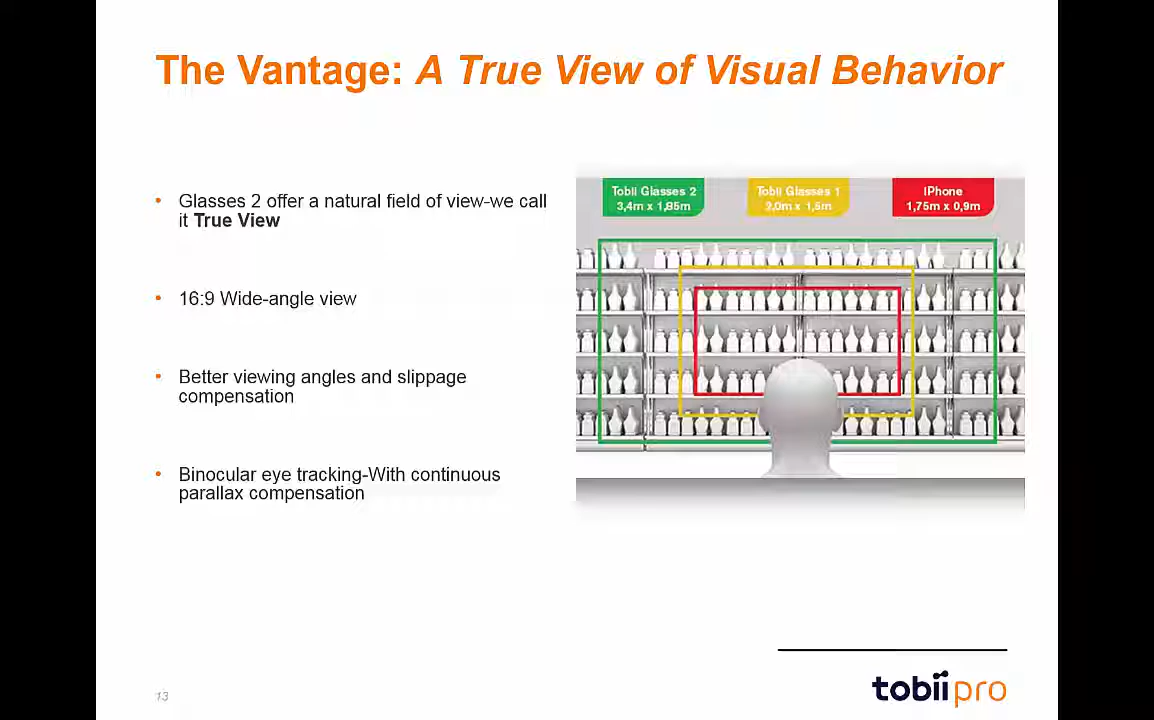 The Vantage: A True View of Visual Behavior
• Glasses 2 offer a natural field of view-we call
it True View
• 16:9 Wide-angle view
• Better viewing angles and slippage
compensation
• Binocular eye tracking-With continuous
parallax compensation
Tobii Glasses 2
3,4m x 1,85m
Tobii Glasses 1
2,0m x 1,5m
iPhone
1,75m x 0,9m
13
tobii pro